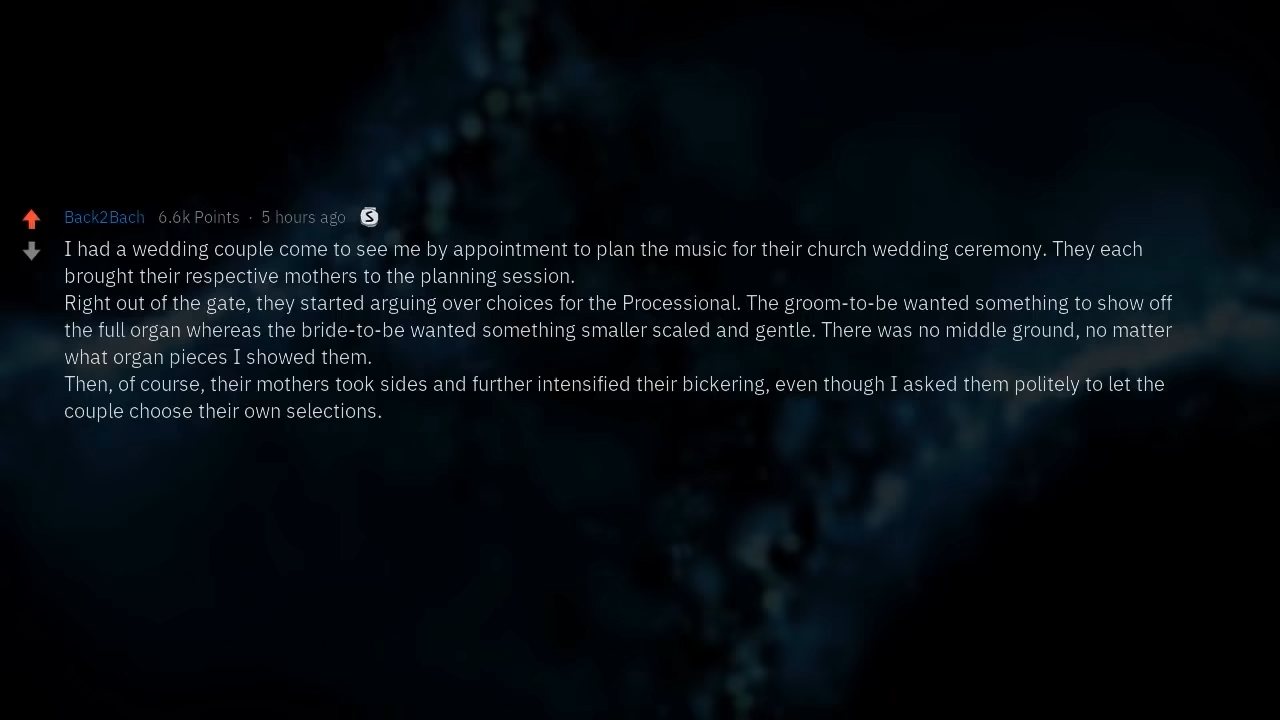 Back2Bach 6.6k Points · 5 hours ago S
I had a wedding couple come to see me by appointment to plan the music for their church wedding ceremony. They each
brought their respective mothers to the planning session.
Right out of the gate, they started arguing over choices for the Processional. The groom-to-be wanted something to show off
the full organ whereas the bride-to-be wanted something smaller scaled and gentle. There was no middle ground, no matter
what organ pieces I showed them.
Then, of course, their mothers took sides and further intensified their bickering, even though I asked them politely to let the
couple choose their own selections.